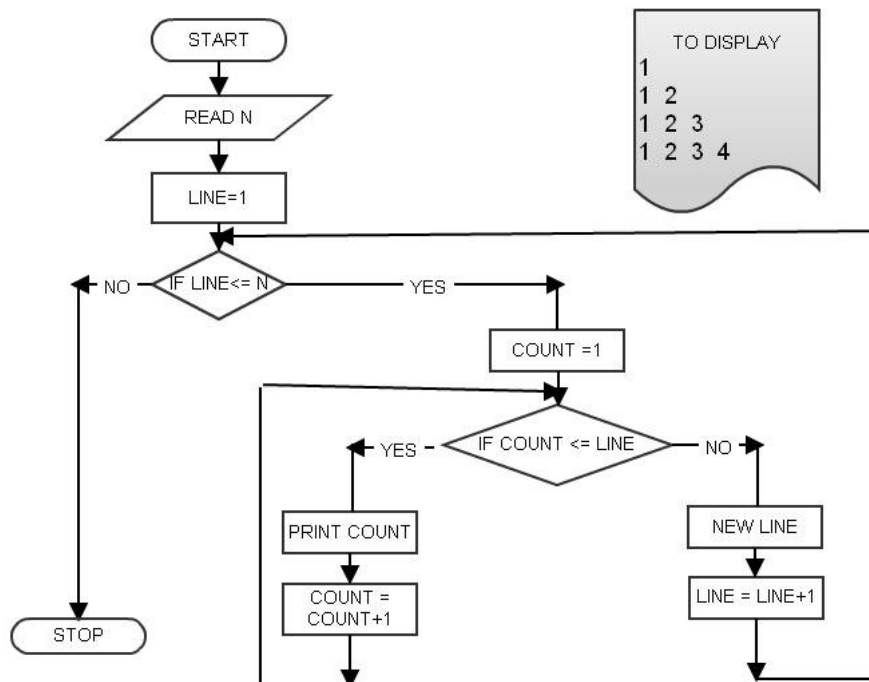 START
TO DISPLAY
1
1 2
1 2 3
1 2 3 4
READ N
LINE=1
IF LINE<= N
NO
YES
COUNT =1
IF COUNT <= LINE
YES
NO
PRINT COUNT
NEW LINE
COUNT =
COUNT+1
LINE = LINE+1
STOP